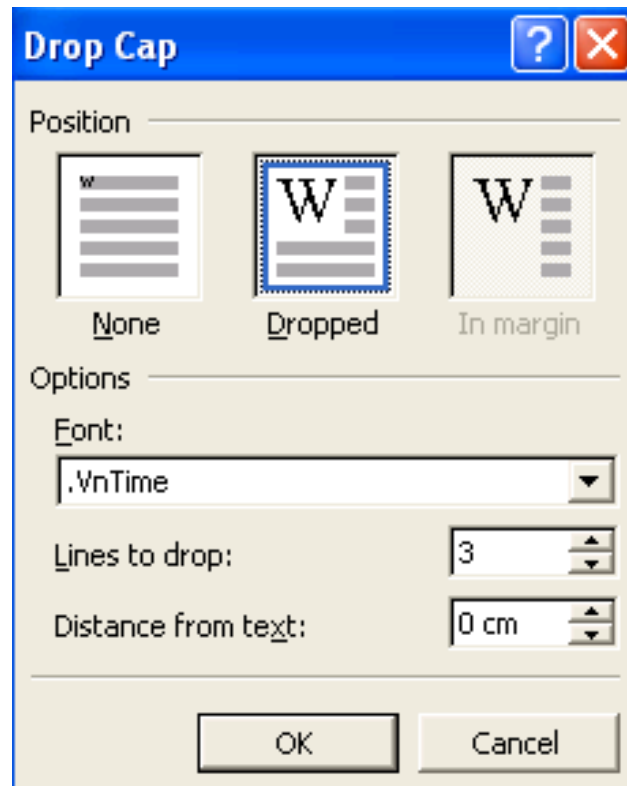 Drop Cap
Position
W W W
None Dropped In margin
Options
Font:
.VnTime
Lines to drop: 3
Distance from text: 0 cm
OK Cancel